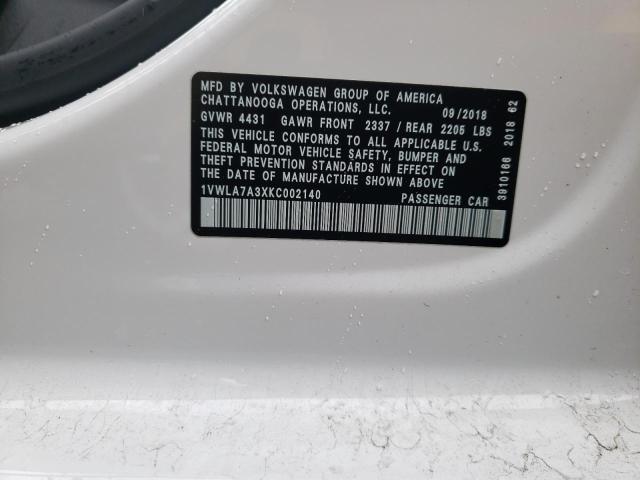 MFD BY VOLKSWAGEN GROUP OF AMERICA
CHATTANOOGA OPERATIONS, LLC. 09/2018
GVWR 4431 GAWR FRONT 2337 / REAR 2205 LBS
THIS VEHICLE CONFORMS TO ALL APPLICABLE U.S.
FEDERAL MOTOR VEHICLE SAFETY, BUMPER AND
THEFT PREVENTION STANDARDS IN EFFECT ON
THE DATE OF MANUFACTURE SHOWN ABOVE
1VWLA7A3XKC002140 PASSENGER CAR
3910166 2018 62